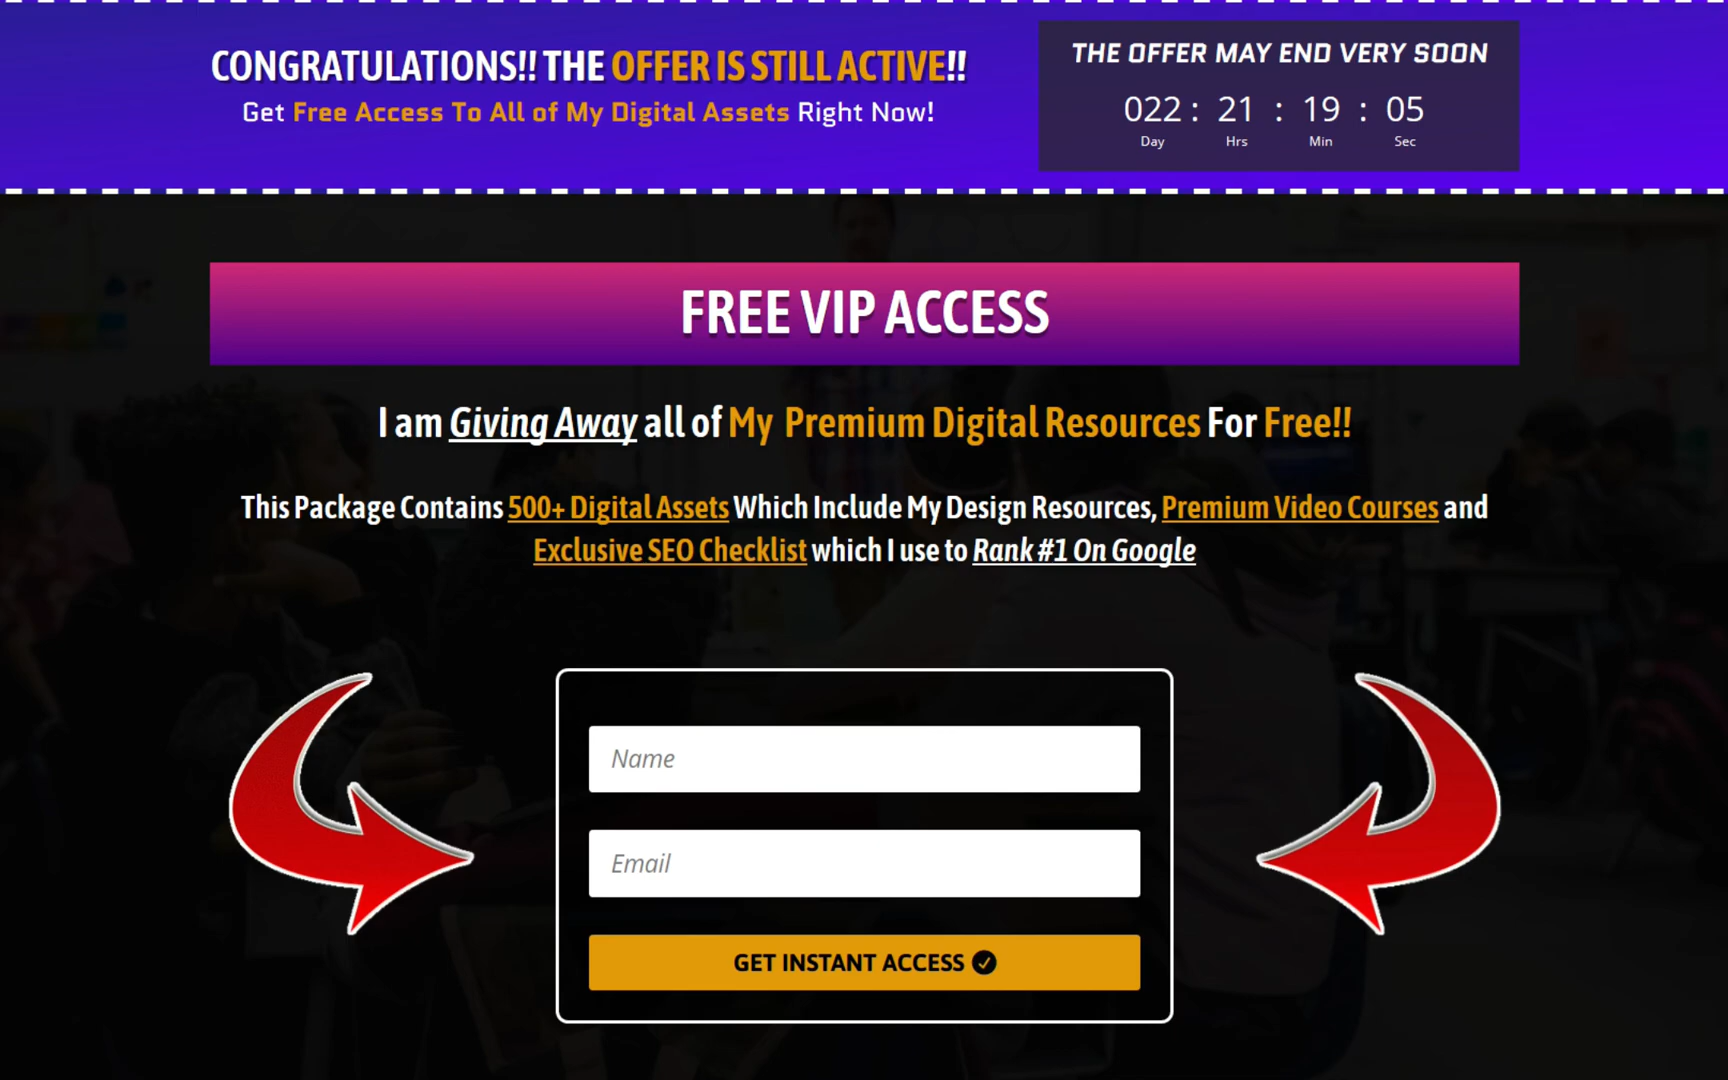 CONGRATULATIONS!! THE OFFER IS STILL ACTIVE!!
Get Free Access To All of My Digital Assets Right Now!
THE OFFER MAY END VERY SOON
022 : 21 : 19 : 05
Day Hrs Min Sec
FREE VIP ACCESS
I am Giving Away all of My Premium Digital Resources For Free!!
This Package Contains 500+ Digital Assets Which Include My Design Resources, Premium Video Courses and
Exclusive SEO Checklist which I use to Rank #1 On Google
Name
Email
GET INSTANT ACCESS